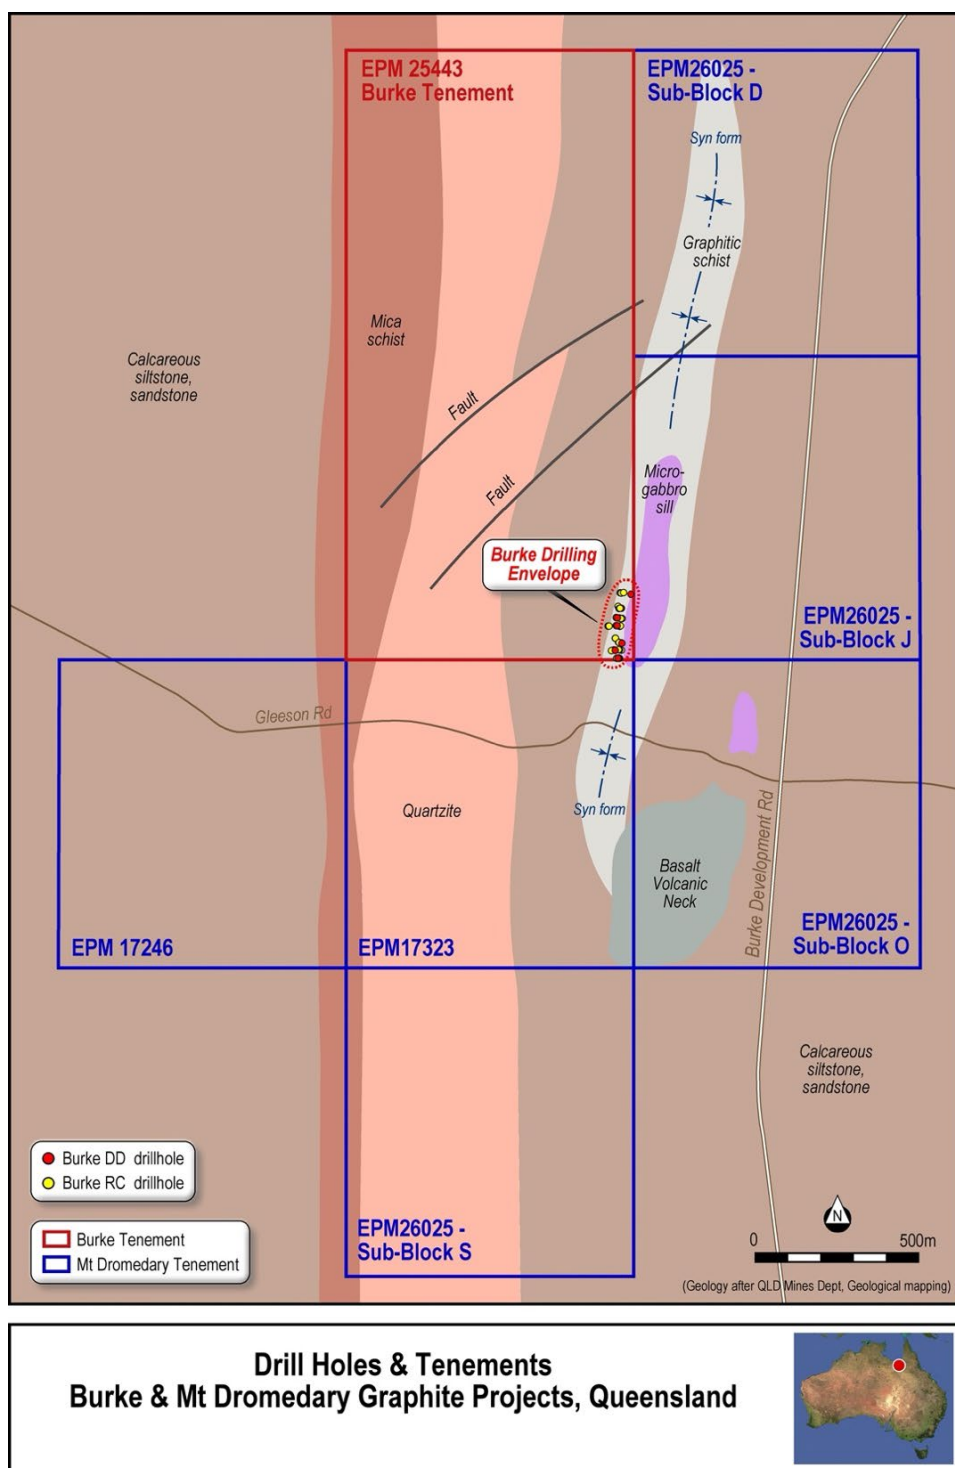 EPM 25443
Burke Tenement
EPM26025 -
Sub-Block D
Syn form
Graphitic
schist
Mica
schist
Calcareous
siltstone,
sandstone
Fault
Fault
Micro-
gabbro
sill
Burke Drilling
Envelope
EPM26025 -
Sub-Block J
Gleeson Rd
Quartzite
Syn form
Basalt
Volcanic
Neck
Burke Development Rd
EPM 17246
EPM17323
EPM26025 -
Sub-Block O
Calcareous
siltstone,
sandstone
Burke DD drillhole
Burke RC drillhole
Burke Tenement
Mt Dromedary Tenement
EPM26025 -
Sub-Block S
N
0 500m
(Geology after QLD Mines Dept, Geological mapping)
Drill Holes & Tenements
Burke & Mt Dromedary Graphite Projects, Queensland